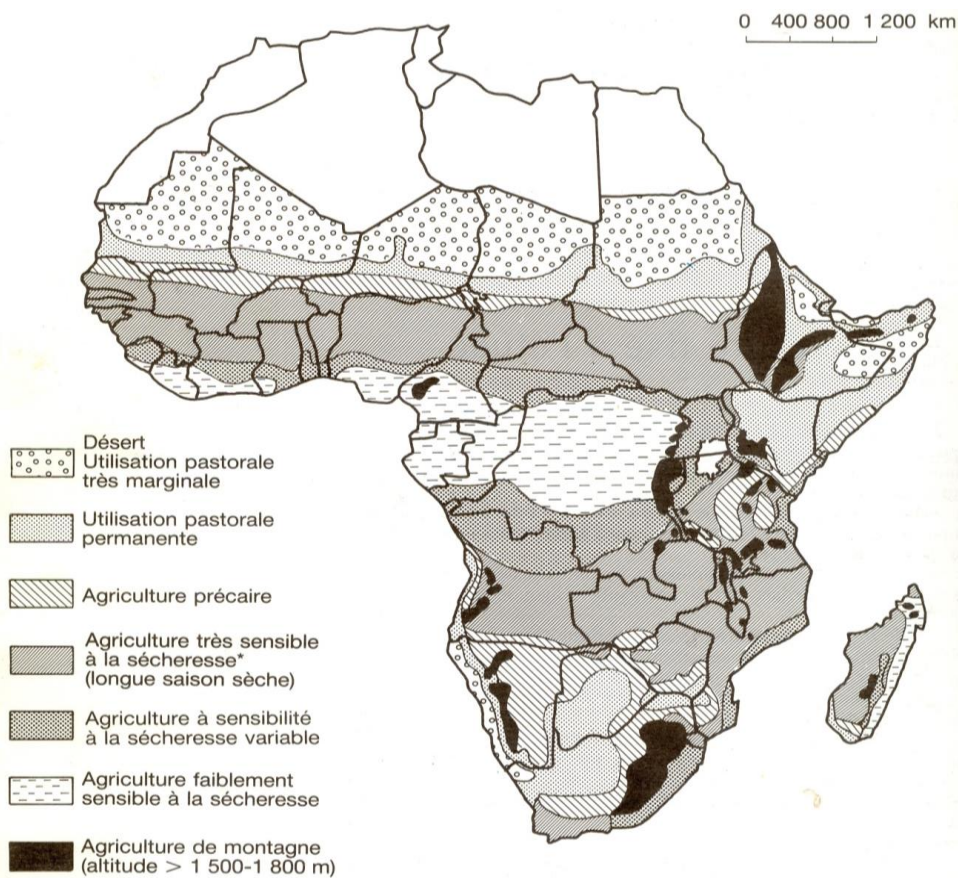 0 400 800 1 200 km
Désert
Utilisation pastorale
très marginale
Utilisation pastorale
permanente
Agriculture précaire
Agriculture très sensible
à la sécheresse*
(longue saison sèche)
Agriculture à sensibilité
à la sécheresse variable
Agriculture faiblement
sensible à la sécheresse
Agriculture de montagne
(altitude > 1 500-1 800 m)